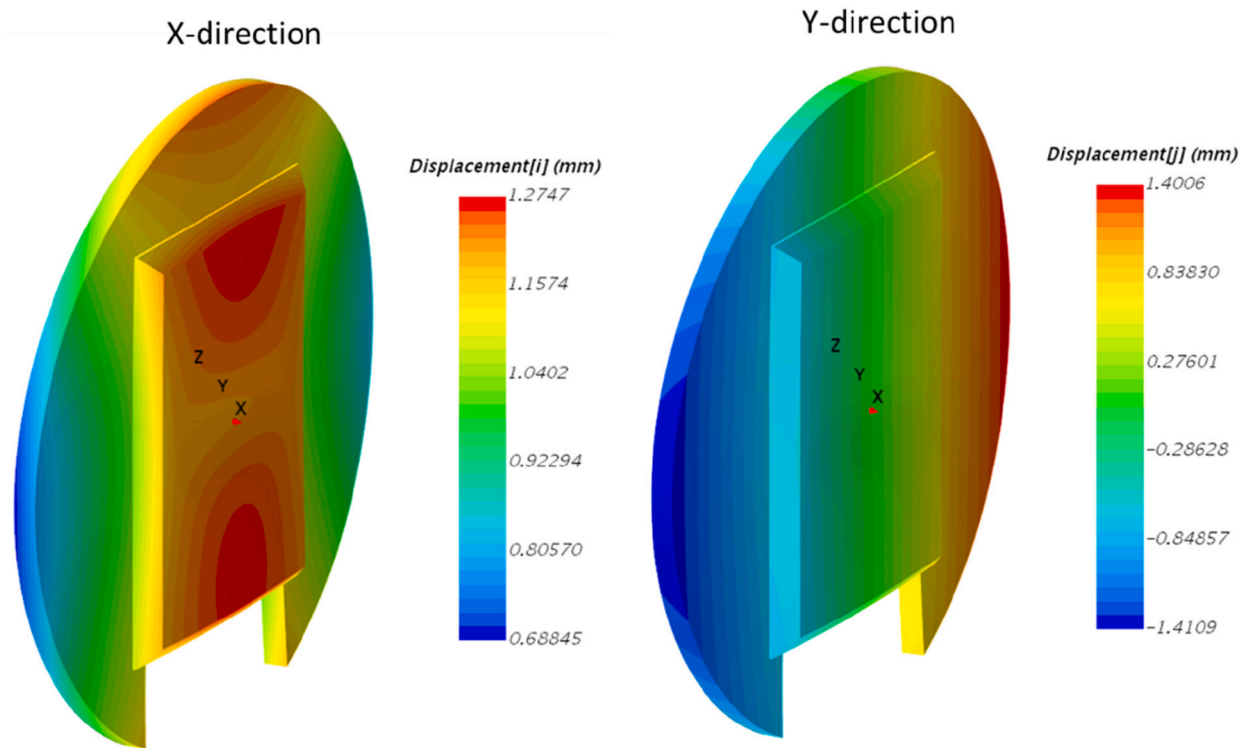 X-direction
Displacement[i] (mm)
1.2747
1.1574
1.0402
0.92294
0.80570
0.68845
Z
Y
X
Y-direction
Displacement[j] (mm)
1.4006
0.83830
0.27601
-0.28628
-0.84857
-1.4109
Z
Y
X